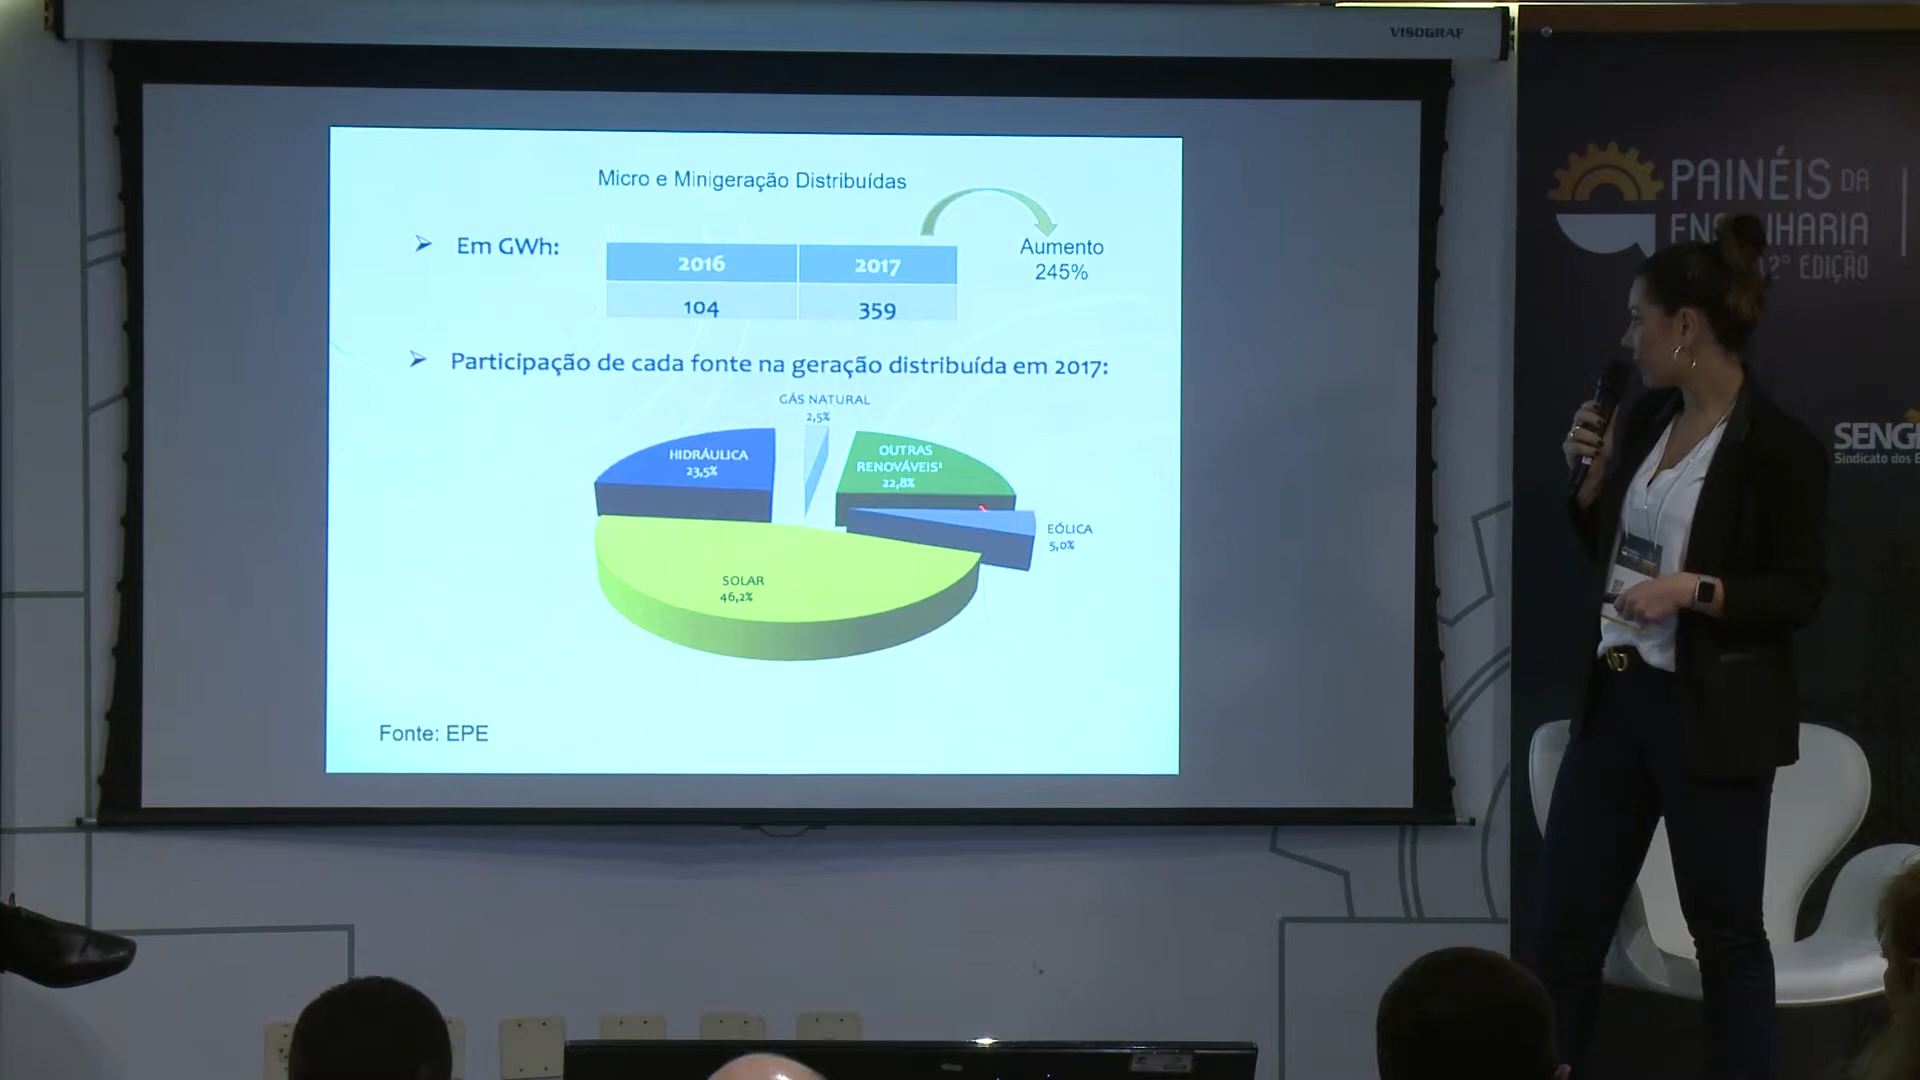 VISOGRAF
Micro e Minigeração Distribuídas
Em GWh:
2016 2017
104 359
Aumento
245%
Participação de cada fonte na geração distribuída em 2017:
GÁS NATURAL
2,5%
HIDRÁULICA
23,5%
OUTRAS
RENOVÁVEIS¹
22,8%
EÓLICA
5,0%
SOLAR
46,2%
Fonte: EPE
PAINÉIS DA
12ª EDIÇÃO
SENG
Sindicato dos